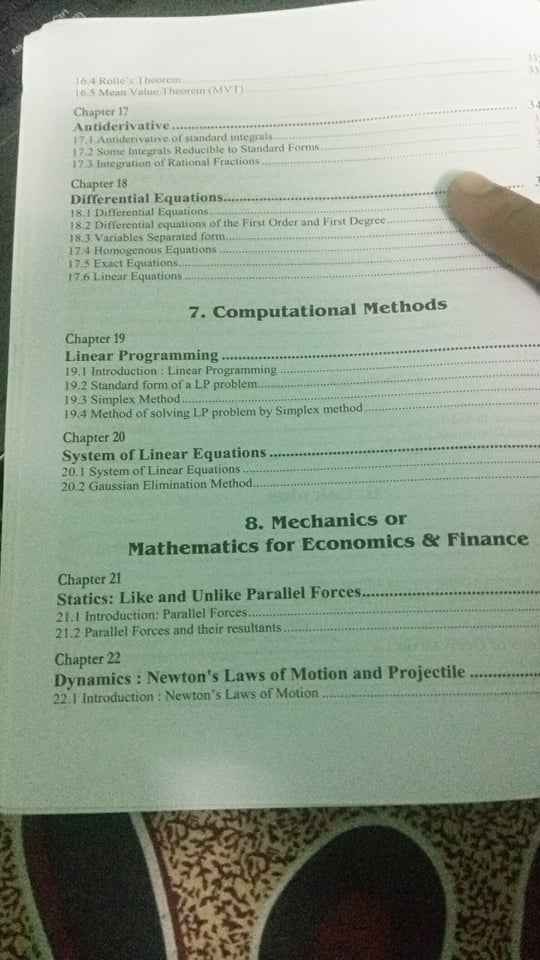 16.4 Rolle's Theorem
16.5 Mean Value Theorem (MVT)
Chapter 17
Antiderivative
17.1 Antiderivative of standard integrals
17.2 Some Integrals Reducible to Standard Forms
17.3 Integration of Rational Fractions
Chapter 18
Differential Equations
18.1 Differential Equations
18.2 Differential equations of the First Order and First Degree
18.3 Variables Separated form
17.4 Homogenous Equations
17.5 Exact Equations
17.6 Linear Equations
7. Computational Methods
Chapter 19
Linear Programming
19.1 Introduction : Linear Programming
19.2 Standard form of a LP problem
19.3 Simplex Method
19.4 Method of solving LP problem by Simplex method
Chapter 20
System of Linear Equations
20.1 System of Linear Equations
20.2 Gaussian Elimination Method
8. Mechanics or
Mathematics for Economics & Finance
Chapter 21
Statics: Like and Unlike Parallel Forces
21.1 Introduction: Parallel Forces
21.2 Parallel Forces and their resultants
Chapter 22
Dynamics : Newton's Laws of Motion and Projectile
22.1 Introduction : Newton's Laws of Motion